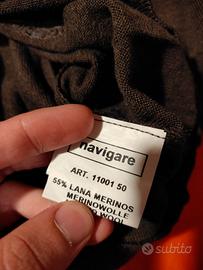 navigare
ART. 11001 50
55% LANA MERINOS
MERINOWOLLE
WOOL
subito